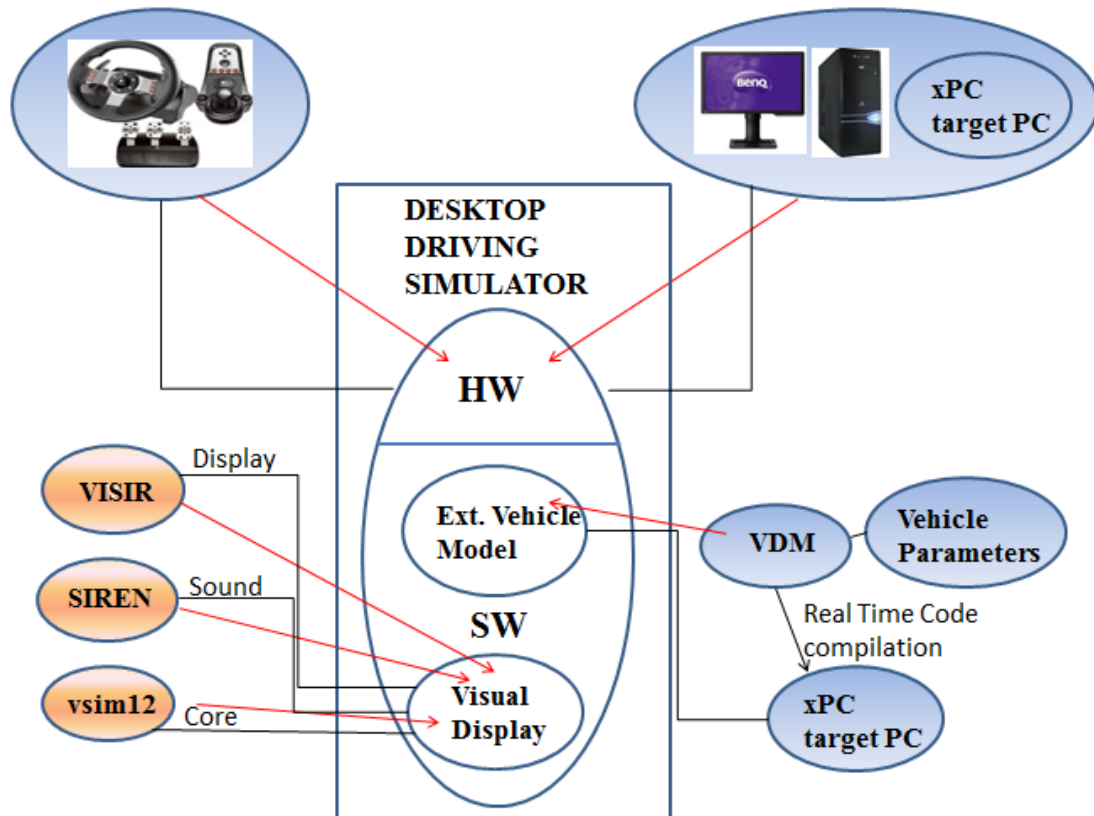 BENQ
xPC
target PC
DESKTOP
DRIVING
SIMULATOR
HW
Display
VISIR
Ext. Vehicle
Model
VDM
Vehicle
Parameters
Sound
SIREN
SW
Real Time Code
compilation
vsim12
Core
Visual
Display
xPC
target PC